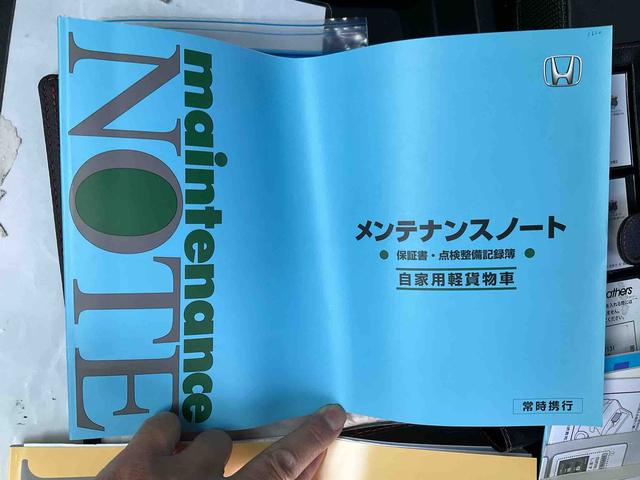 maintenance
NOTE
メンテナンスノート
● 保証書・点検整備記録簿 ●
自家用軽貨物車
常時携行
athers